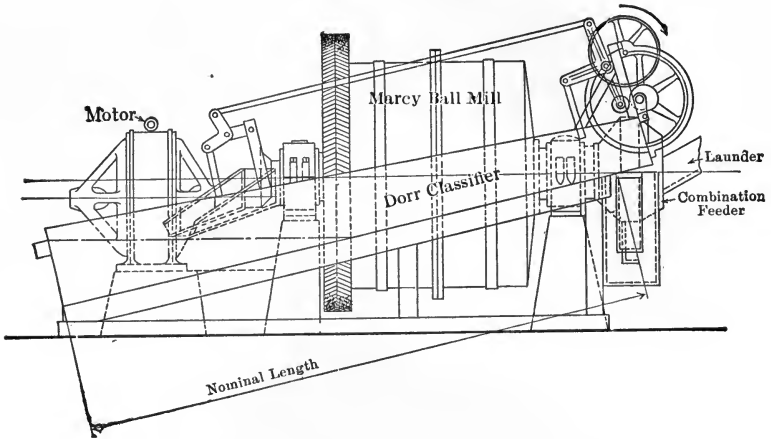 Marcy Ball Mill
Motor
Launder
Dorr Classifier
Combination
Feeder
Nominal Length